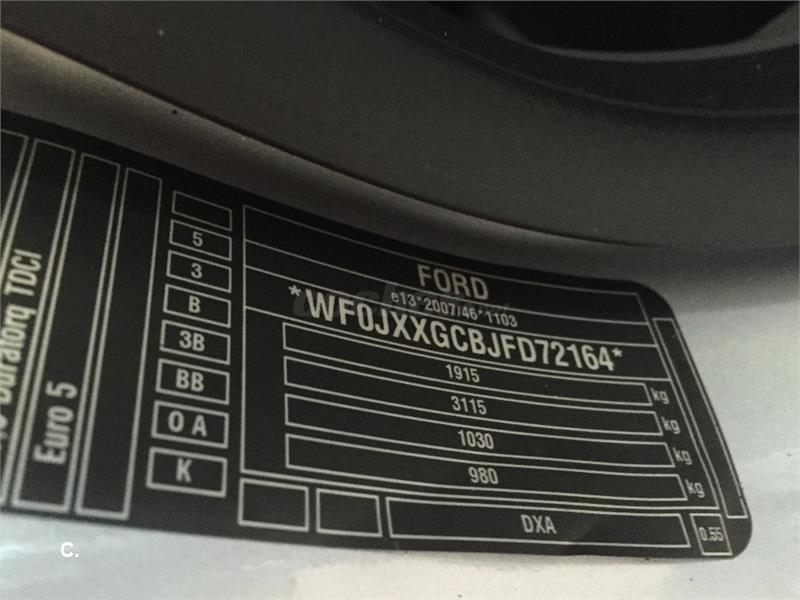 Duratorq TDCI
Euro 5
5
3
B
3B
BB
0 A
K
FORD
e13*2007/46*1103
*WF0JXXGCBJFD72164*
1915 kg
3115 kg
1030 kg
980 kg
DXA
0.55
C.